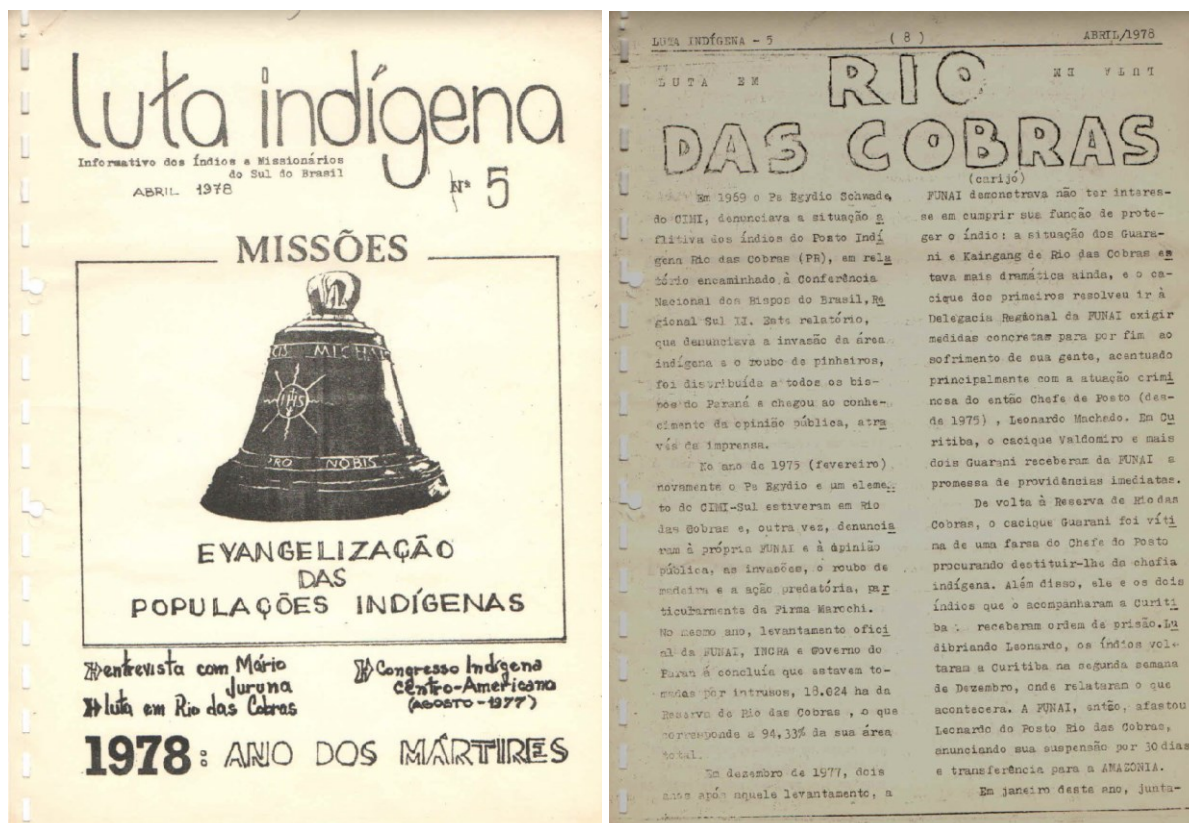 luta indígena
Informativo dos Índios e Missionários
do Sul do Brasil
ABRIL 1978
Nº 5
MISSÕES
MICH
IHS
PRO NOBIS
EVANGELIZAÇÃO
DAS
POPULAÇÕES INDÍGENAS
entrevista com Mário
Juruna
luta em Rio das Cobras
Congresso Indígena
Centro-Americano
(AGOSTO-1977)
1978: ANO DOS MÁRTIRES
LUTA INDÍGENA - 5 (8) ABRIL/1978
LUTA EM RIO LUTA EM
DAS COBRAS
(carijó)
Em 1969 o Pe Egydio Schwade,
do CIMI, denunciava a situação a
flitiva dos índios do Posto Indí
gena Rio das Cobras (PR), em rela
tório encaminhado à Conferência
Nacional dos Bispos do Brasil, Re
gional Sul II. Este relatório,
que denunciava a invasão da área
indígena e o roubo de pinheiros,
foi distribuída a todos os bis-
pos do Paraná e chegou ao conhe-
cimento da opinião pública, atra
vés da imprensa.
No ano de 1975 (fevereiro)
novamente o Pe Egydio e um elemen
to do CIMI-Sul estiveram em Rio
das Cobras e, outra vez, denuncia
ram à própria FUNAI e à ópinião
pública, as invasões, o roubo de
madeira e a ação predatória, par
ticularmente da Firma Marochi.
No mesmo ano, levantamento ofici
al da FUNAI, INCRA e Governo do
Paraná concluía que estavem to-
madas por intrusos, 18.624 ha da
Reserva do Rio das Cobras , o que
corresponde a 94,33% da sua área
total.
Em dezembro de 1977, dois
anos após aquele levantamento, a
FUNAI demonstrava não ter interes-
se em cumprir sua função de prote-
ger o índio: a situação dos Guara-
ni e Kaingang de Rio das Cobras es
tava mais dramática ainda, e o ca-
cique dos primeiros resolveu ir à
Delegacia Regional da FUNAI exigir
medidas concretas para por fim ao
sofrimento de sua gente, acentuado
principalmente com a atuação crimi
nosa do então Chefe de Posto (des-
de 1975) , Leonardo Machado. Em Cu
ritiba, o cacique Valdomiro e mais
dois Guarani receberam da FUNAI a
promessa de providências imediatas.
De volta à Reserva de Rio das
Cobras, o cacique Guarani foi víti
na de uma farsa do Chefe do Posto
procurando destituir-lhe da chefia
indígena. Além disso, ele e os dois
índios que o acompanharam a Curiti
ba receberam ordem de prisão. Lu
dibriando Leonardo, os índios vol-
taram a Curitiba na segunda semana
de Dezembro, onde relataram o que
acontecera. A FUNAI, então, afastou
Leonardo do Posto Rio das Cobras,
anunciando sua suspensão por 30 dias
e transferência para a AMAZONIA.
Em janeiro deste ano, junta-